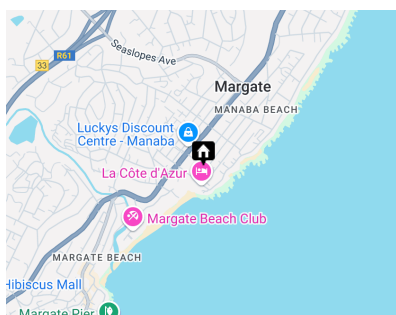 Seaslopes Ave
R61
33
Margate
MANABA BEACH
Luckys Discount
Centre - Manaba
La Côte d'Azur
Margate Beach Club
MARGATE BEACH
Hibiscus Mall
Margate Pier